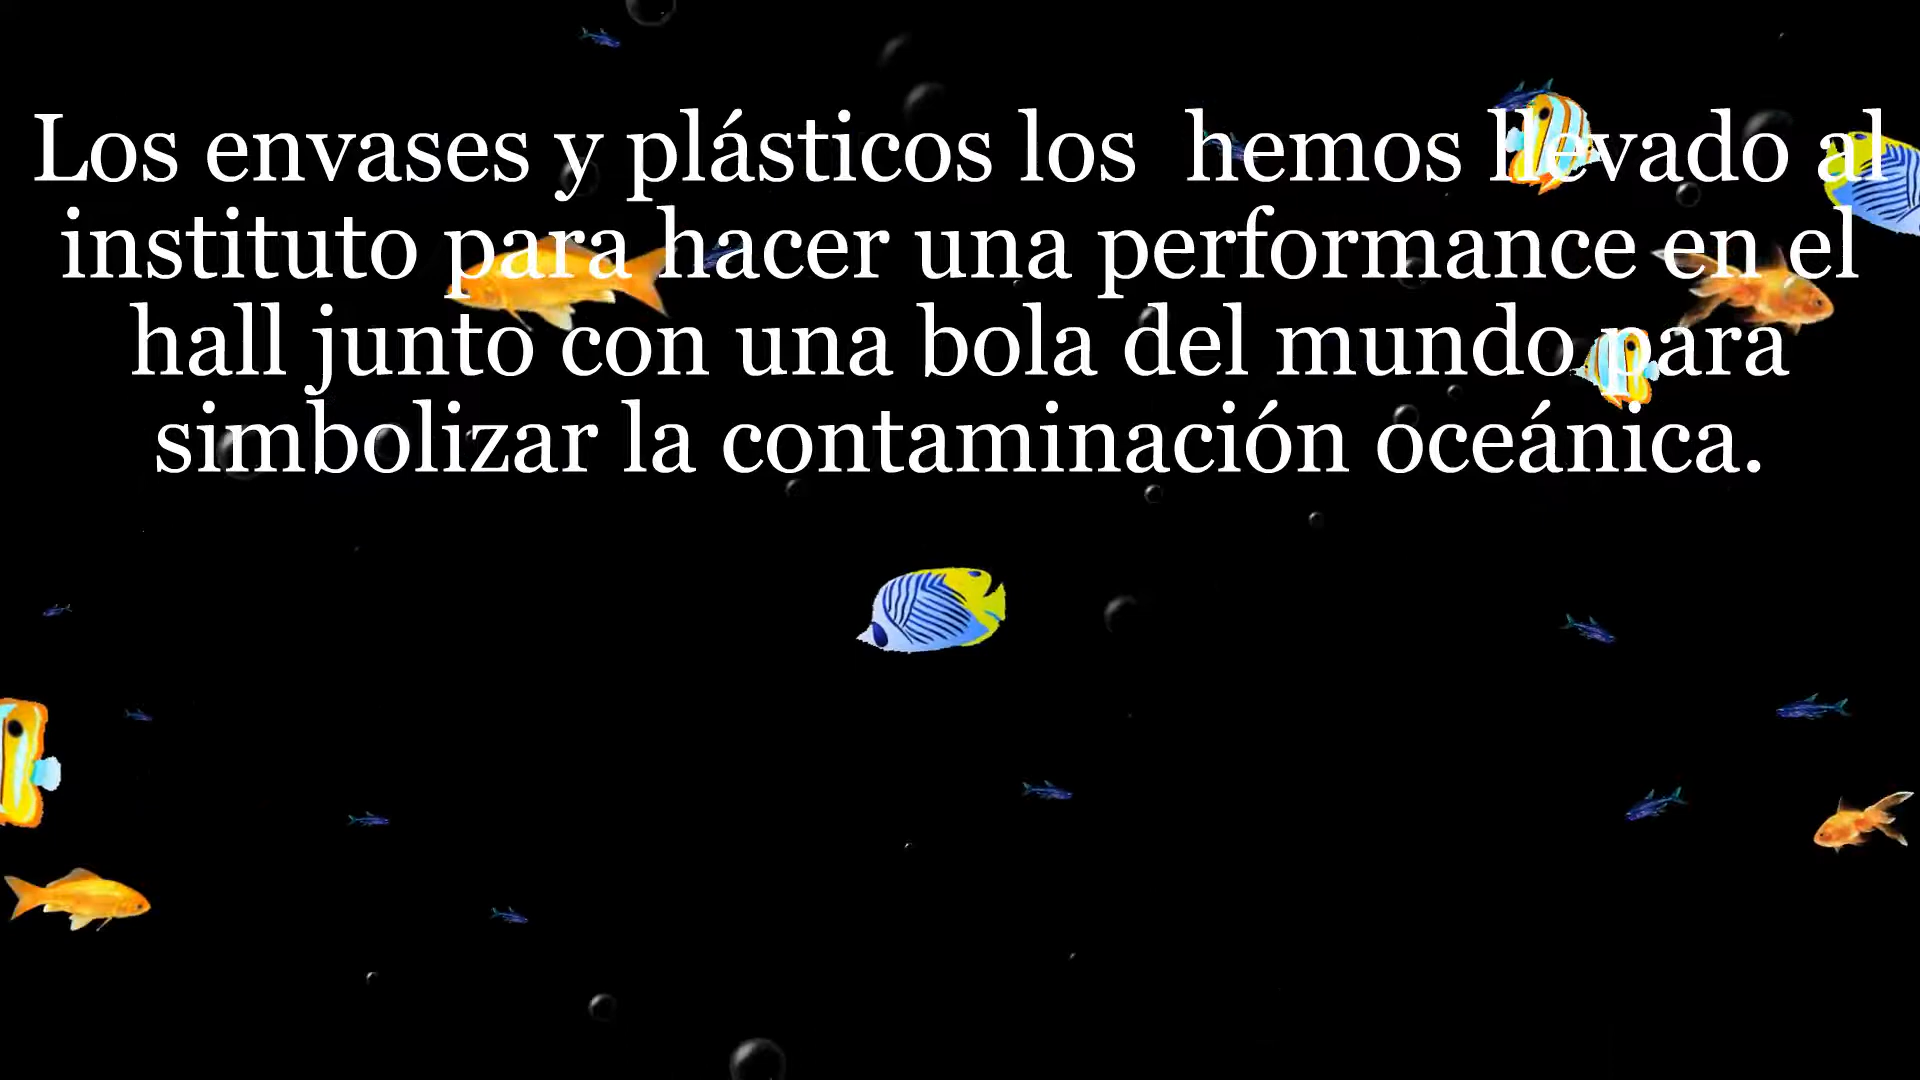 Los envases y plásticos los  hemos llevado al
instituto para hacer una performance en el
hall junto con una bola del mundo para
simbolizar la contaminación oceánica.